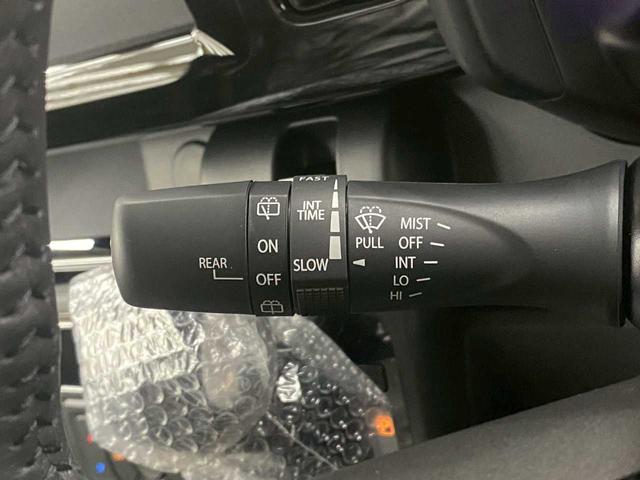 FAST
INT
TIME
SLOW
ON
REAR
OFF
PULL
MIST
OFF
INT
LO
HI